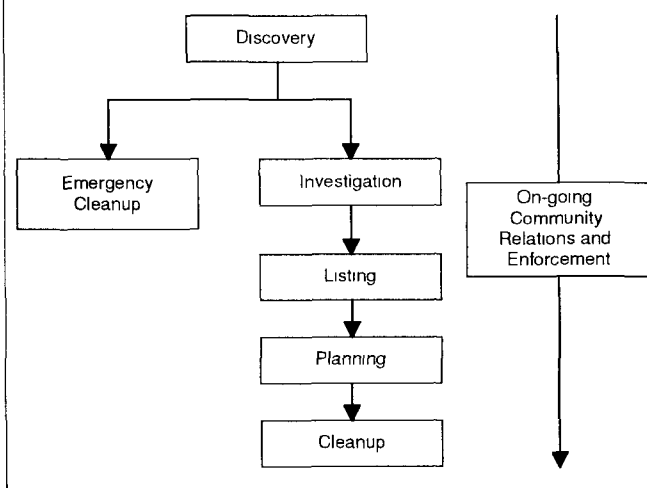 Discovery
Emergency
Cleanup
Investigation
On-going
Community
Relations and
Enforcement
Listing
Planning
Cleanup